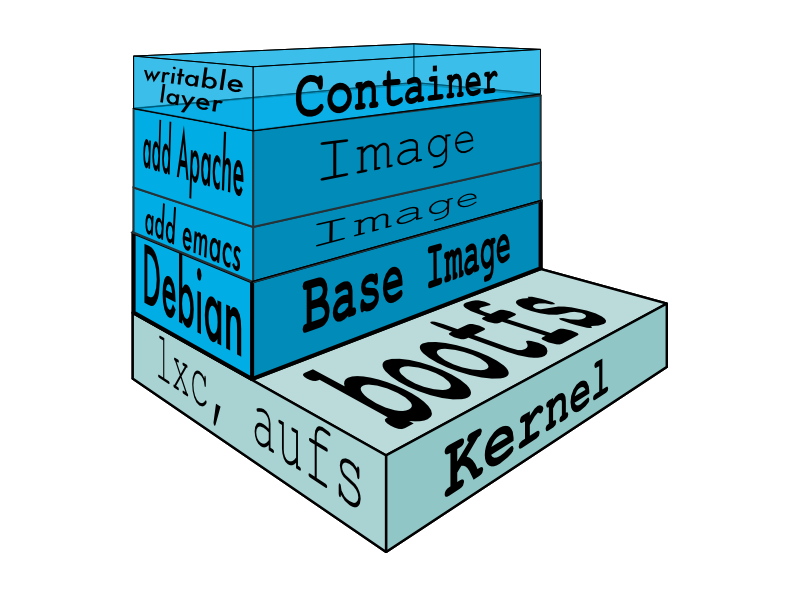 writable
layer
Container
add Apache
Image
add emacs
Image
Debian
Base Image
lxc, aufs
bootfs
Kernel